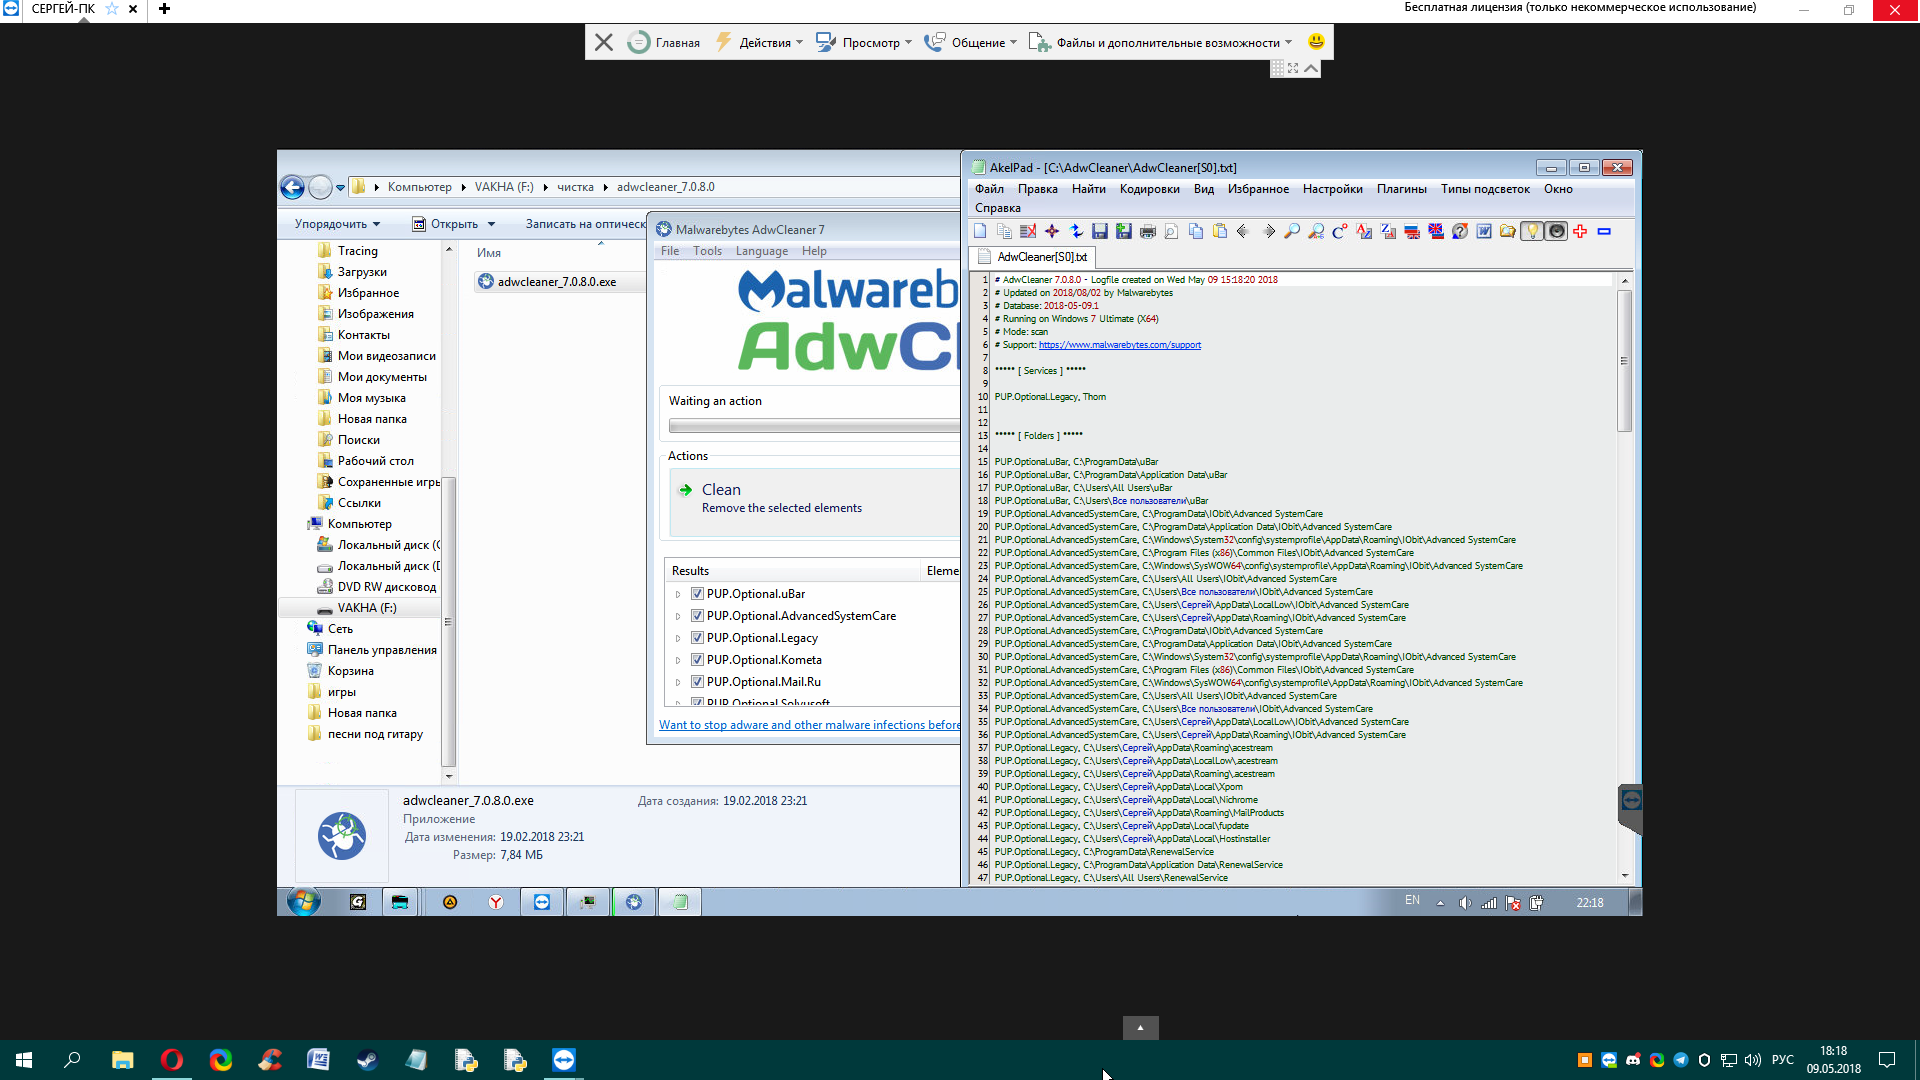 СЕРГЕЙ-ПК
Бесплатная лицензия (только некоммерческое использование)
Главная
Действия
Просмотр
Общение
Файлы и дополнительные возможности
Компьютер
VAKHA (F:)
чистка
adwcleaner_7.0.8.0
Упорядочить
Открыть
Записать на оптическ
Tracing
Загрузки
Избранное
Изображения
Контакты
Мои видеозаписи
Мои документы
Моя музыка
Новая папка
Поиски
Рабочий стол
Сохраненные игры
Ссылки
Компьютер
Локальный диск (C
Локальный диск (D
DVD RW дисковод
VAKHA (F:)
Сеть
Панель управления
Корзина
игры
Новая папка
песни под гитару
Имя
adwcleaner_7.0.8.0.exe
adwcleaner_7.0.8.0.exe
Приложение
Дата изменения: 19.02.2018 23:21
Размер: 7,84 МБ
Дата создания: 19.02.2018 23:21
Malwarebytes AdwCleaner 7
File Tools Language Help
Malwareb
AdwCl
Waiting an action
Actions
Clean
Remove the selected elements
Results
Eleme
PUP.Optional.uBar
PUP.Optional.AdvancedSystemCare
PUP.Optional.Legacy
PUP.Optional.Kometa
PUP.Optional.Mail.Ru
PUP.Optional.Solvusoft
Want to stop adware and other malware infections before
AkelPad - [C:\AdwCleaner\AdwCleaner[S0].txt]
Файл Правка Найти Кодировки Вид Избранное Настройки Плагины Типы подсветок Окно
Справка
AdwCleaner[S0].txt
1 # AdwCleaner 7.0.8.0 - Logfile created on Wed May 09 15:18:20 2018
2 # Updated on 2018/08/02 by Malwarebytes
3 # Database: 2018-05-09.1
4 # Running on Windows 7 Ultimate (X64)
5 # Mode: scan
6 # Support: https://www.malwarebytes.com/support
7
8 ***** [ Services ] *****
9
10 PUP.Optional.Legacy, Thorn
11
12
13 ***** [ Folders ] *****
14
15 PUP.Optional.uBar, C:\ProgramData\uBar
16 PUP.Optional.uBar, C:\ProgramData\Application Data\uBar
17 PUP.Optional.uBar, C:\Users\All Users\uBar
18 PUP.Optional.uBar, C:\Users\Все пользователи\uBar
19 PUP.Optional.AdvancedSystemCare, C:\ProgramData\IObit\Advanced SystemCare
20 PUP.Optional.AdvancedSystemCare, C:\ProgramData\Application Data\IObit\Advanced SystemCare
21 PUP.Optional.AdvancedSystemCare, C:\Windows\System32\config\systemprofile\AppData\Roaming\IObit\Advanced SystemCare
22 PUP.Optional.AdvancedSystemCare, C:\Program Files (x86)\Common Files\IObit\Advanced SystemCare
23 PUP.Optional.AdvancedSystemCare, C:\Windows\SysWOW64\config\systemprofile\AppData\Roaming\IObit\Advanced SystemCare
24 PUP.Optional.AdvancedSystemCare, C:\Users\All Users\IObit\Advanced SystemCare
25 PUP.Optional.AdvancedSystemCare, C:\Users\Все пользователи\IObit\Advanced SystemCare
26 PUP.Optional.AdvancedSystemCare, C:\Users\Сергей\AppData\LocalLow\IObit\Advanced SystemCare
27 PUP.Optional.AdvancedSystemCare, C:\Users\Сергей\AppData\Roaming\IObit\Advanced SystemCare
28 PUP.Optional.AdvancedSystemCare, C:\ProgramData\IObit\Advanced SystemCare
29 PUP.Optional.AdvancedSystemCare, C:\ProgramData\Application Data\IObit\Advanced SystemCare
30 PUP.Optional.AdvancedSystemCare, C:\Windows\System32\config\systemprofile\AppData\Roaming\IObit\Advanced SystemCare
31 PUP.Optional.AdvancedSystemCare, C:\Program Files (x86)\Common Files\IObit\Advanced SystemCare
32 PUP.Optional.AdvancedSystemCare, C:\Windows\SysWOW64\config\systemprofile\AppData\Roaming\IObit\Advanced SystemCare
33 PUP.Optional.AdvancedSystemCare, C:\Users\All Users\IObit\Advanced SystemCare
34 PUP.Optional.AdvancedSystemCare, C:\Users\Все пользователи\IObit\Advanced SystemCare
35 PUP.Optional.AdvancedSystemCare, C:\Users\Сергей\AppData\LocalLow\IObit\Advanced SystemCare
36 PUP.Optional.AdvancedSystemCare, C:\Users\Сергей\AppData\Roaming\IObit\Advanced SystemCare
37 PUP.Optional.Legacy, C:\Users\Сергей\AppData\Roaming\acestream
38 PUP.Optional.Legacy, C:\Users\Сергей\AppData\LocalLow\.acestream
39 PUP.Optional.Legacy, C:\Users\Сергей\AppData\Roaming\.acestream
40 PUP.Optional.Legacy, C:\Users\Сергей\AppData\Local\Xpom
41 PUP.Optional.Legacy, C:\Users\Сергей\AppData\Local\Nichrome
42 PUP.Optional.Legacy, C:\Users\Сергей\AppData\Roaming\MailProducts
43 PUP.Optional.Legacy, C:\Users\Сергей\AppData\Local\fupdate
44 PUP.Optional.Legacy, C:\Users\Сергей\AppData\Local\Hostinstaller
45 PUP.Optional.Legacy, C:\ProgramData\RenewalService
46 PUP.Optional.Legacy, C:\ProgramData\Application Data\RenewalService
47 PUP.Optional.Legacy, C:\Users\All Users\RenewalService
EN
22:18
РУС
18:18
09.05.2018